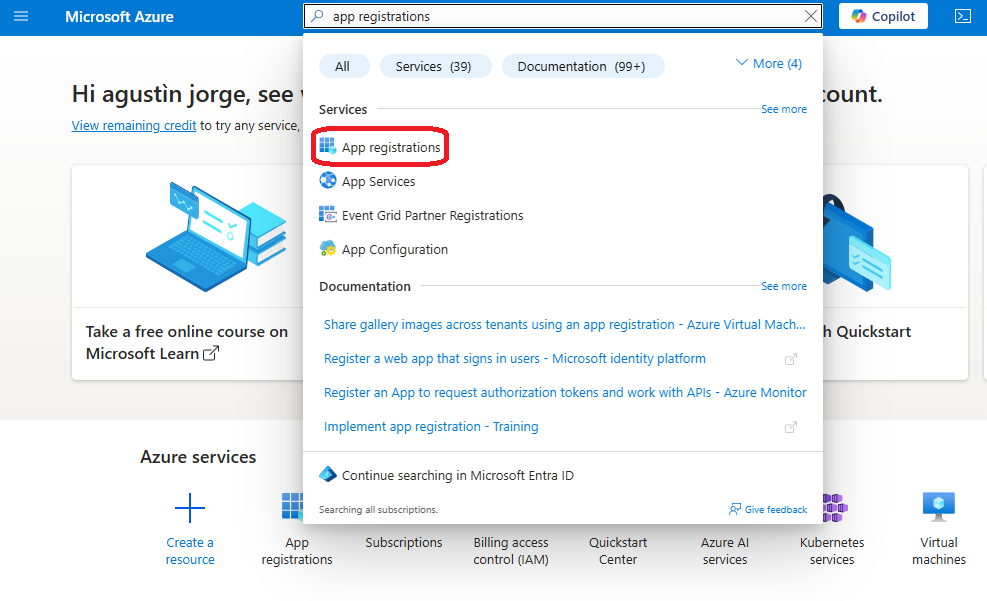 Microsoft Azure
app registrations
Copilot
All
Services (39)
Documentation (99+)
More (4)
Hi agustìn jorge, see
count.
View remaining credit to try any service,
Services
See more
App registrations
App Services
Event Grid Partner Registrations
App Configuration
Documentation
See more
Share gallery images across tenants using an app registration - Azure Virtual Mach...
Register a web app that signs in users - Microsoft identity platform
Register an App to request authorization tokens and work with APIs - Azure Monitor
Implement app registration - Training
Continue searching in Microsoft Entra ID
Searching all subscriptions.
Give feedback
Take a free online course on
Microsoft Learn
h Quickstart
Azure services
Create a
resource
App
registrations
Subscriptions
Billing access
control (IAM)
Quickstart
Center
Azure AI
services
Kubernetes
services
Virtual
machines